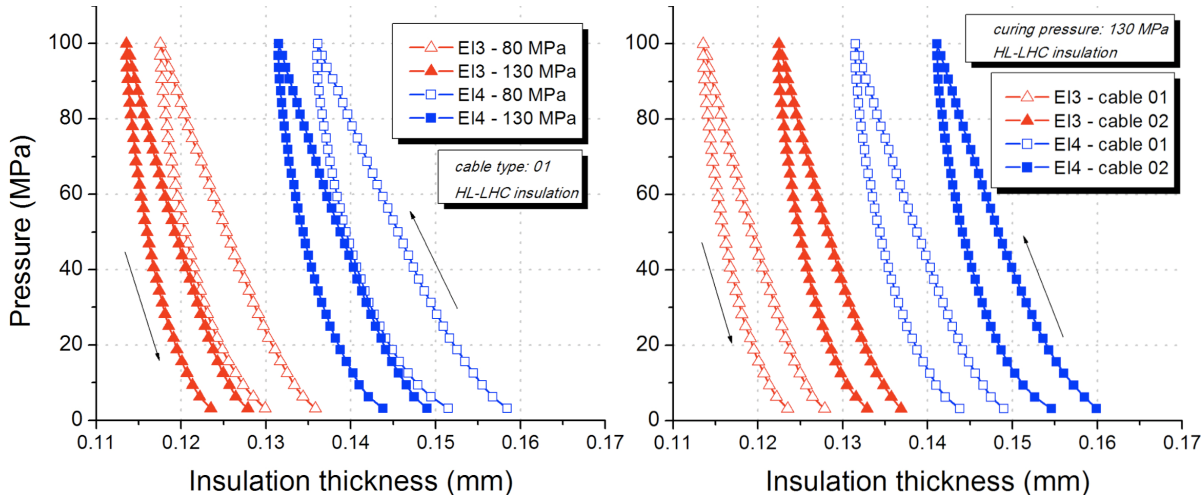 Pressure (MPa)
100
80
60
40
20
0
0.11
0.12
0.13
0.14
0.15
0.16
0.17
Insulation thickness (mm)
EI3 - 80 MPa
EI3 - 130 MPa
EI4 - 80 MPa
EI4 - 130 MPa
cable type: 01
HL-LHC insulation
100
80
60
40
20
0
0.11
0.12
0.13
0.14
0.15
0.16
0.17
Insulation thickness (mm)
curing pressure: 130 MPa
HL-LHC insulation
EI3 - cable 01
EI3 - cable 02
EI4 - cable 01
EI4 - cable 02